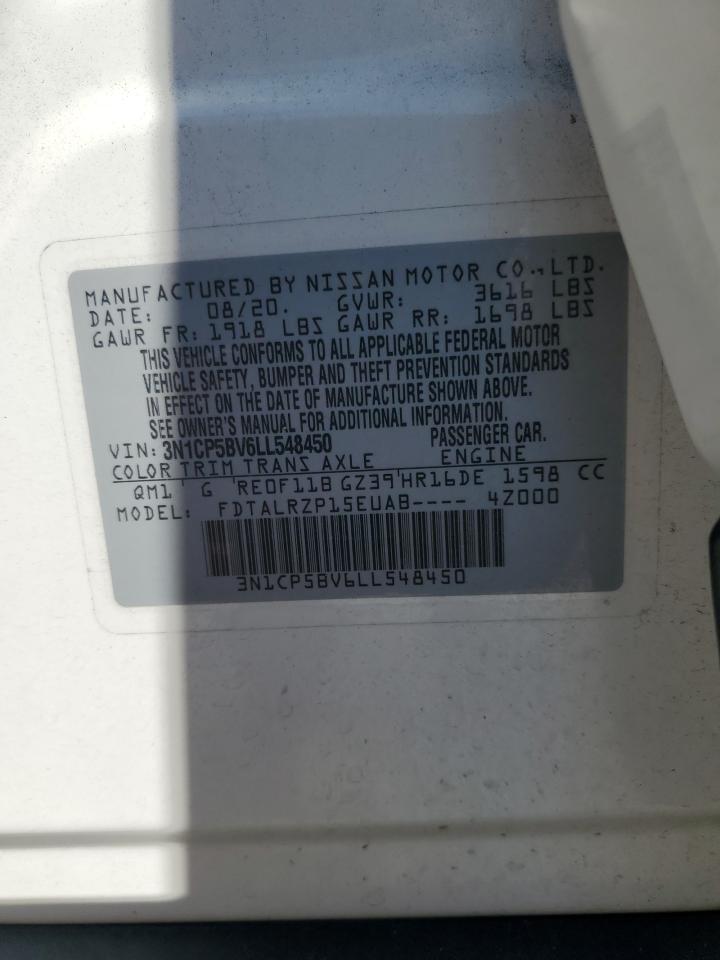 MANUFACTURED BY NISSAN MOTOR CO., LTD.
DATE: 08/20. GVWR: 3616 LBS
GAWR FR: 1918 LBS GAWR RR: 1698 LBS
THIS VEHICLE CONFORMS TO ALL APPLICABLE FEDERAL MOTOR
VEHICLE SAFETY, BUMPER AND THEFT PREVENTION STANDARDS
IN EFFECT ON THE DATE OF MANUFACTURE SHOWN ABOVE.
SEE OWNER'S MANUAL FOR ADDITIONAL INFORMATION.
VIN: 3N1CP5BV6LL548450 PASSENGER CAR.
COLOR TRIM TRANS AXLE ENGINE
QM1 ' G 'RE0F11B GZ39'HR16DE 1598 CC
MODEL: FDTALRZP15EUAB---- 4Z000
3N1CP5BV6LL548450